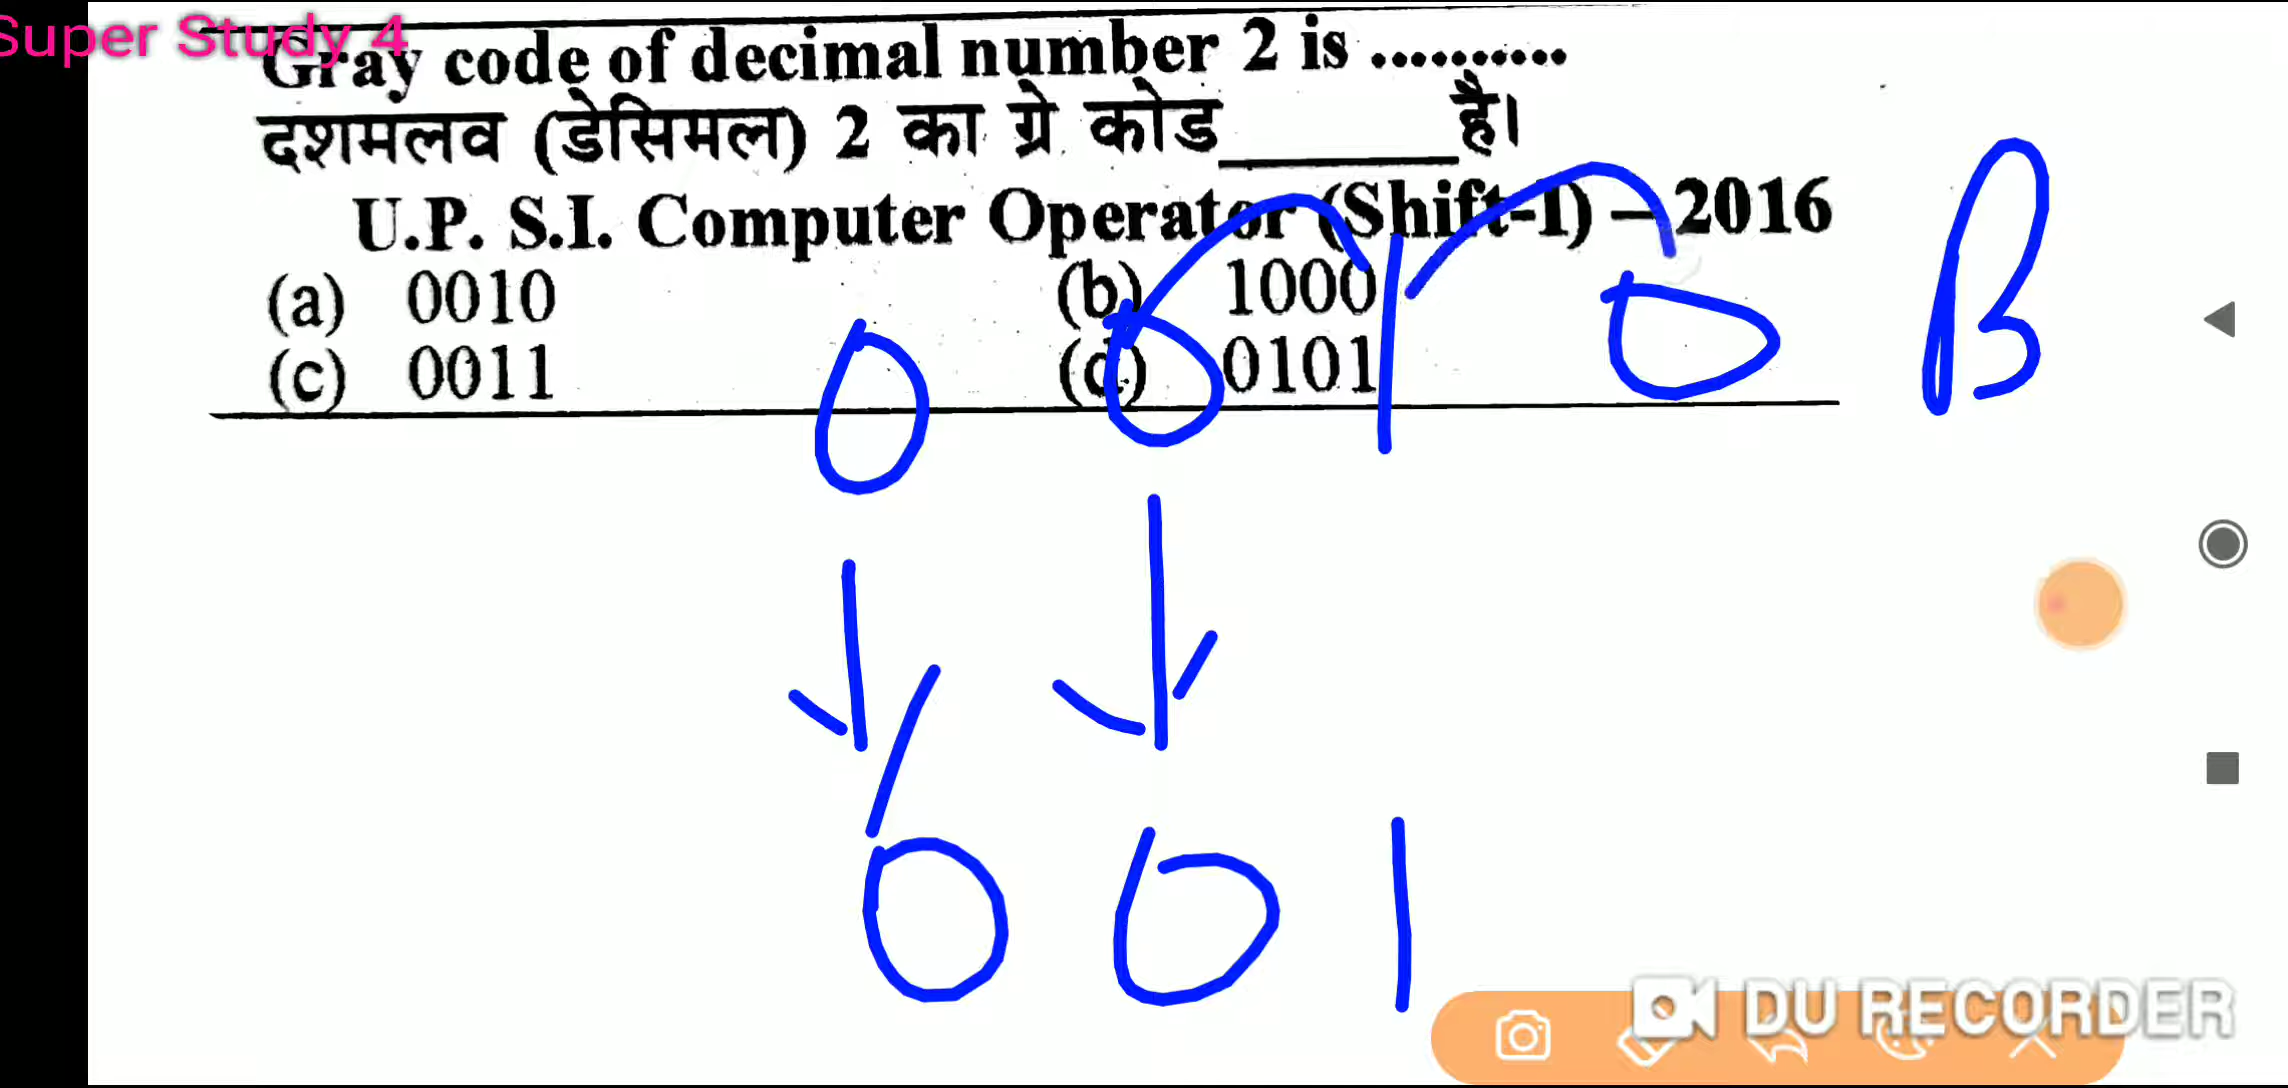 Super Study 4
Gray code of decimal number 2 is ..........
दशमलव (डेसिमल) 2 का ग्रे कोड________है।
U.P. S.I. Computer Operator (Shift-I) – 2016
(a) 0010 (b) 1000
(c) 0011 (d) 0101
0 0 1 0 B
0 0 1
DU RECORDER